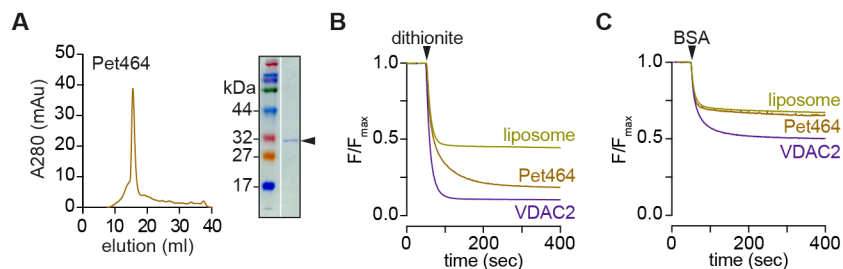 A
Pet464
A280 (mAu)
50
40
30
20
10
0
0 10 20 30 40
elution (ml)
kDa
44
32
27
17
B
dithionite
F/Fmax
1.0
0.5
0.0
liposome
Pet464
VDAC2
0 200 400
time (sec)
C
BSA
F/Fmax
1.0
0.5
0.0
liposome
Pet464
VDAC2
0 200 400
time (sec)